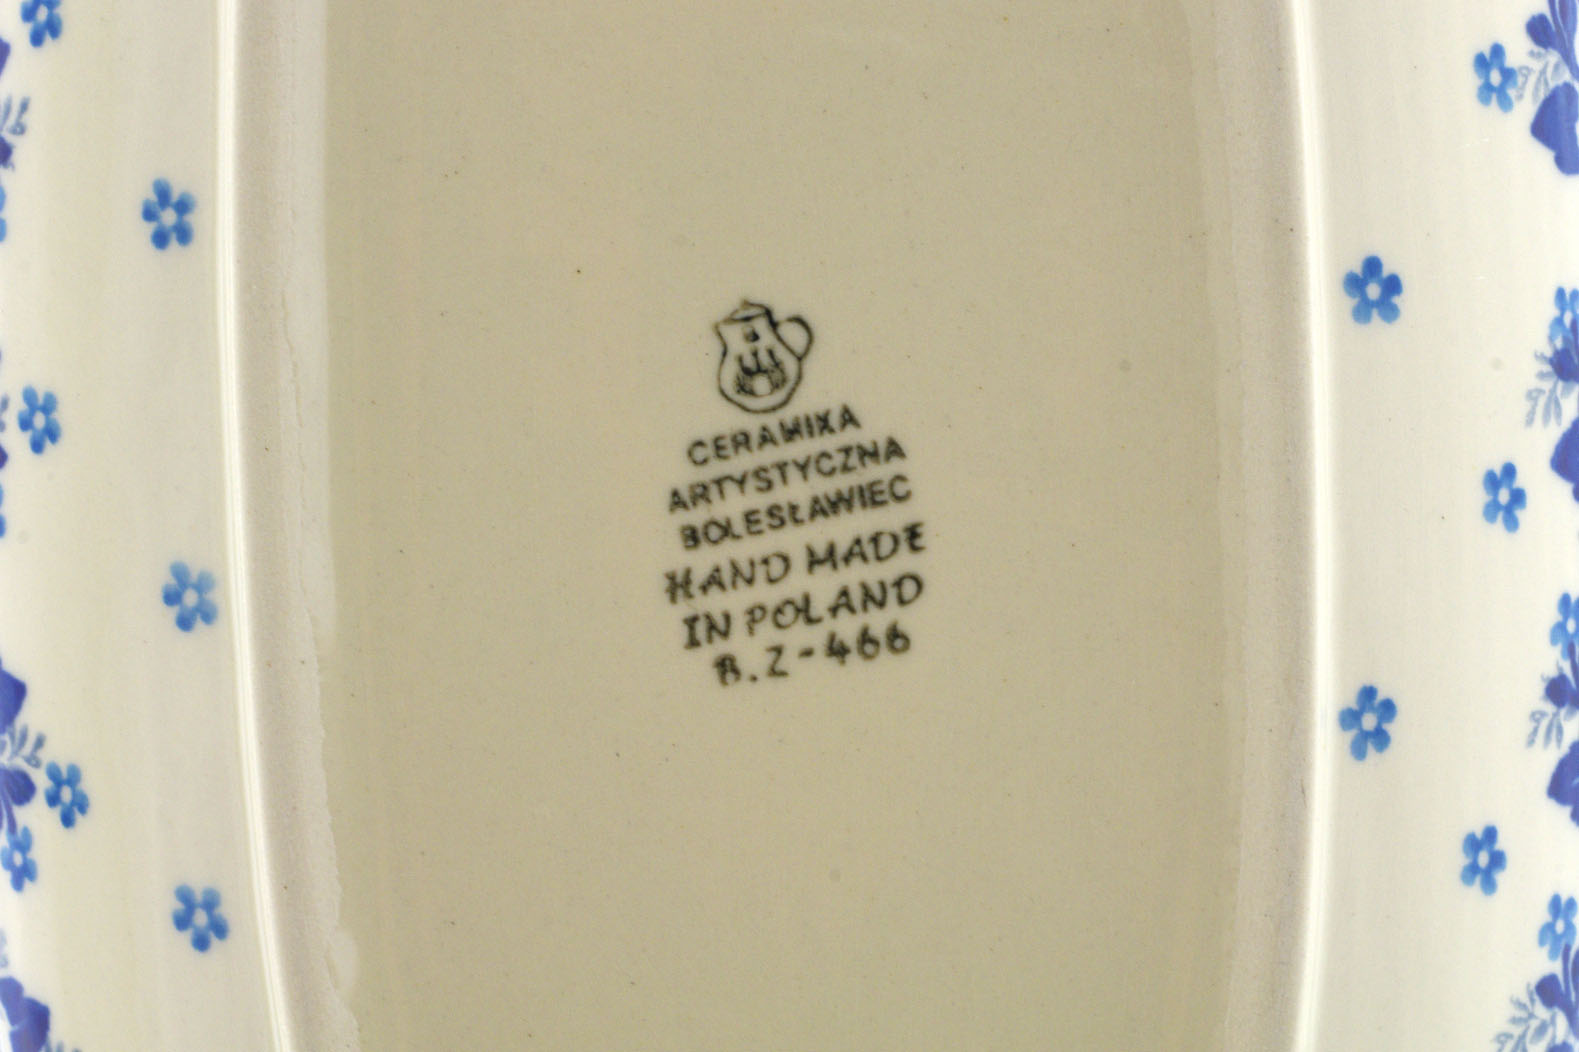 CERAMIKA
ARTYSTYCZNA
BOLESŁAWIEC
HAND MADE
IN POLAND
B.Z-466